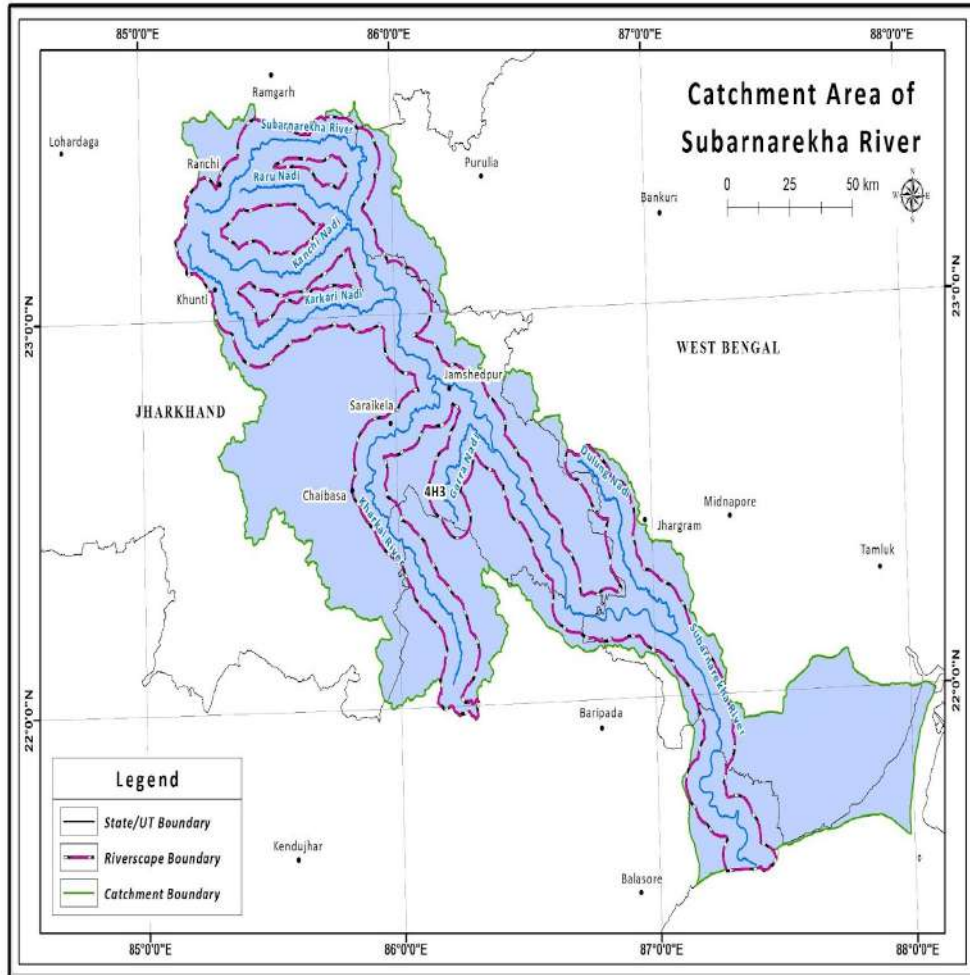 85°0'0"E
86°0'0"E
87°0'0"E
88°0'0"E
Catchment Area of
Subarnarekha River
0 25 50 km
N
W
E
Ramgarh
Lohardaga
Ranchi
Purulia
Bankura
Subarnarekha River
Raru Nadi
Kanchi Nadi
Khunti
Karkari Nadi
23°0'0"N
23°0'0"N
WEST BENGAL
JHARKHAND
Jamshedpur
Saraikela
Chaibasa
4H3
Garra Nadi
Dulung Nadi
Kharkai River
Midnapore
Jhargram
Tamluk
Subarnarekha River
22°0'0"N
22°0'0"N
Baripada
Kendujhar
Balasore
Legend
State/UT Boundary
Riverscape Boundary
Catchment Boundary
85°0'0"E
86°0'0"E
87°0'0"E
88°0'0"E